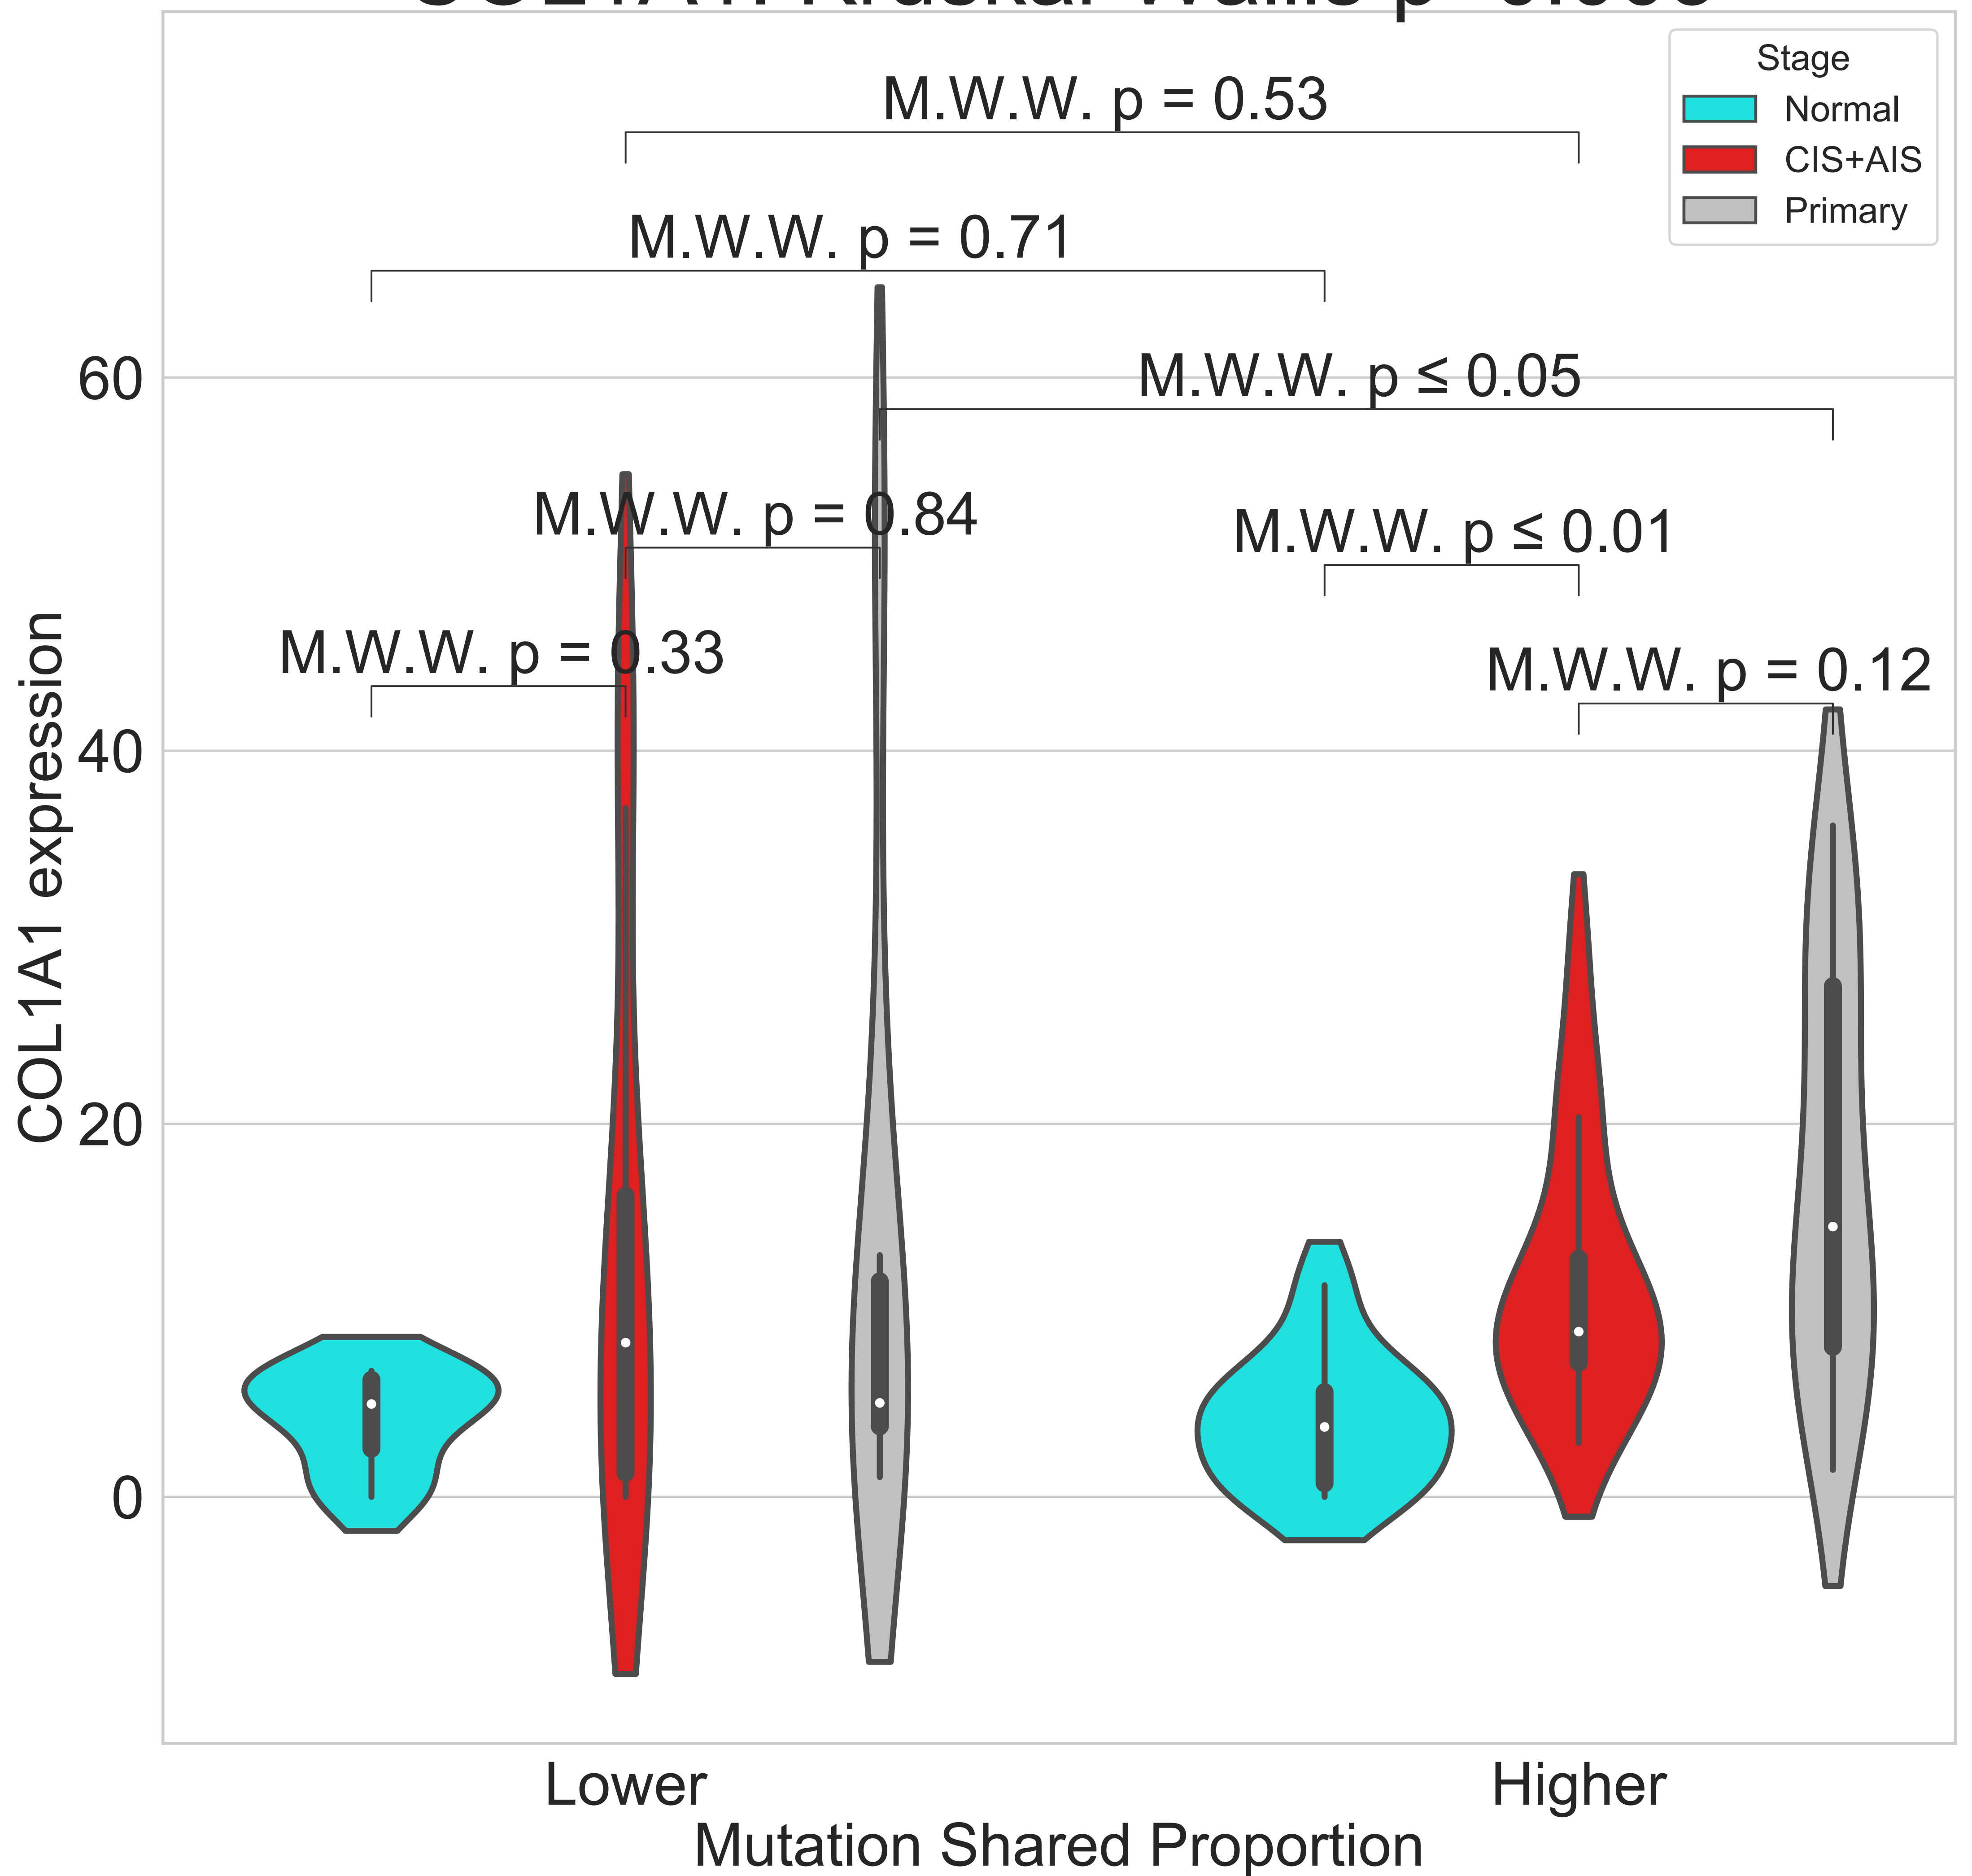 Stage
Normal
CIS+AIS
Primary
M.W.W. p = 0.53
M.W.W. p = 0.71
M.W.W. p ≤ 0.05
M.W.W. p = 0.84
M.W.W. p ≤ 0.01
M.W.W. p = 0.33
M.W.W. p = 0.12
COL1A1 expression
60
40
20
0
Lower
Higher
Mutation Shared Proportion